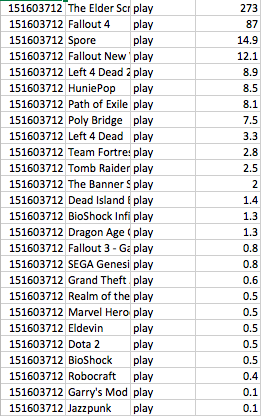 151603712 The Elder Scr play 273
151603712 Fallout 4 play 87
151603712 Spore play 14.9
151603712 Fallout New play 12.1
151603712 Left 4 Dead 2 play 8.9
151603712 HuniePop play 8.5
151603712 Path of Exile play 8.1
151603712 Poly Bridge play 7.5
151603712 Left 4 Dead play 3.3
151603712 Team Fortres play 2.8
151603712 Tomb Raider play 2.5
151603712 The Banner S play 2
151603712 Dead Island E play 1.4
151603712 BioShock Infi play 1.3
151603712 Dragon Age play 1.3
151603712 Fallout 3 - Ga play 0.8
151603712 SEGA Genesi play 0.8
151603712 Grand Theft play 0.6
151603712 Realm of the play 0.5
151603712 Marvel Hero play 0.5
151603712 Eldevin play 0.5
151603712 Dota 2 play 0.5
151603712 BioShock play 0.5
151603712 Robocraft play 0.4
151603712 Garry's Mod play 0.1
151603712 Jazzpunk play 0.1